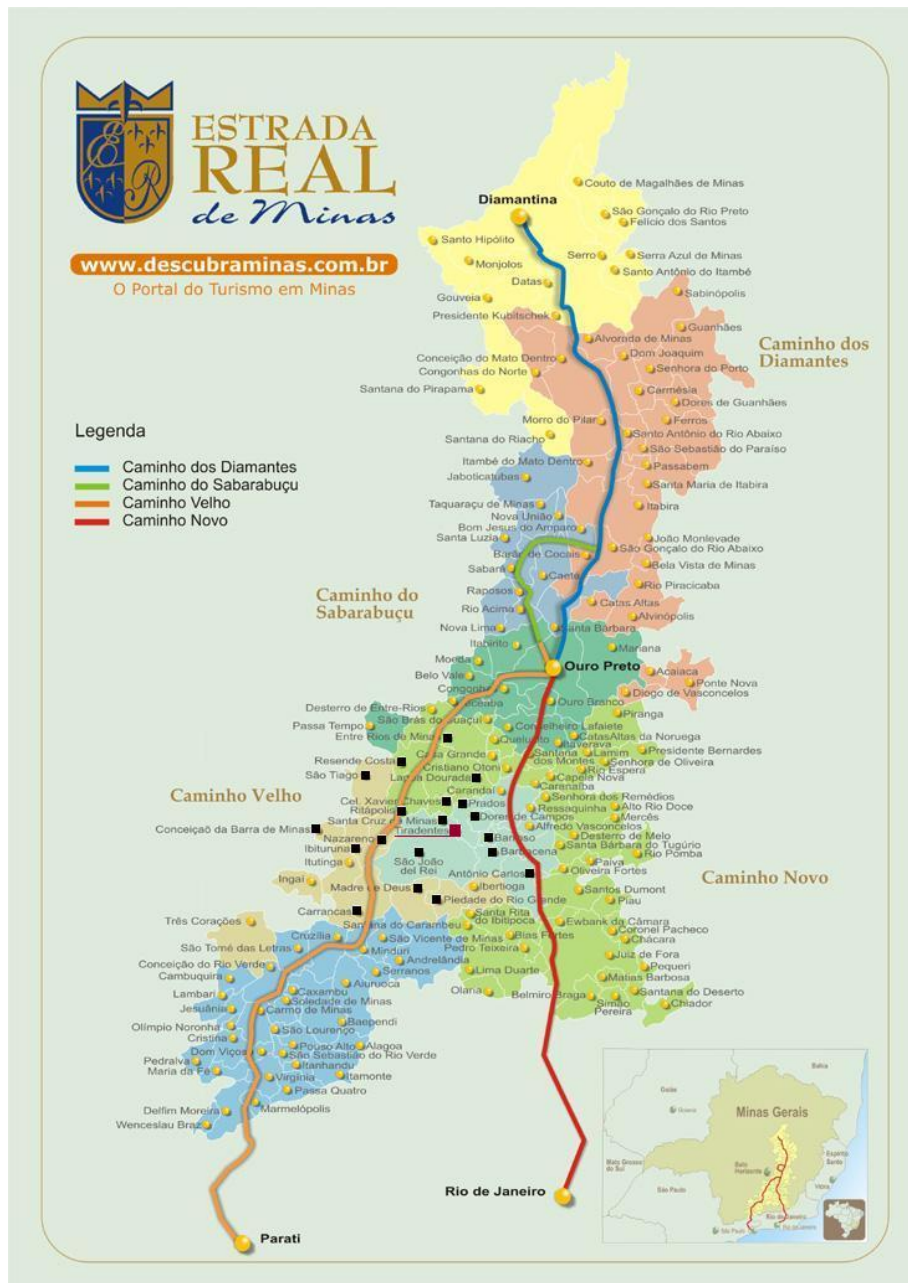 ESTRADA
REAL
de Minas
www.descubraminas.com.br
O Portal do Turismo em Minas
Legenda
Caminho dos Diamantes
Caminho do Sabarabuçu
Caminho Velho
Caminho Novo
Couto de Magalhães de Minas
Diamantina
São Gonçalo do Rio Preto
Felício dos Santos
Santo Hipólito
Monjolos
Serro
Serra Azul de Minas
Santo Antônio do Itambé
Datas
Sabinópolis
Gouveia
Presidente Kubitschek
Guanhães
Alvorada de Minas
Caminho dos
Diamantes
Conceição do Mato Dentro
Dom Joaquim
Congonhas do Norte
Senhora do Porto
Santana do Pirapama
Carmésia
Dores de Guanhães
Morro do Pilar
Ferros
Santana do Riacho
Santo Antônio do Rio Abaixo
São Sebastião do Paraíso
Itambé do Mato Dentro
Passabem
Jaboticatubas
Santa Maria de Itabira
Taquaraçu de Minas
Itabira
Nova União
Bom Jesus do Amparo
Santa Luzia
João Monlevade
São Gonçalo do Rio Abaixo
Barão de Cocais
Bela Vista de Minas
Sabará
Caeté
Rio Piracicaba
Caminho do
Sabarabuçu
Raposos
Rio Acima
Catas Altas
Alvinópolis
Nova Lima
Santa Bárbara
Itabirito
Mariana
Moeda
Ouro Preto
Acaiaca
Belo Vale
Ponte Nova
Congonhas
Diogo de Vasconcelos
Desterro de Entre-Rios
Jeceaba
Ouro Branco
Piranga
São Brás do Suaçuí
Passa Tempo
Conselheiro Lafaiete
Entre Rios de Minas
Queluzito
Catas Altas da Noruega
Itaverava
Casa Grande
Santana
dos Montes
Lamim
Presidente Bernardes
Resende Costa
Cristiano Otoni
Senhora de Oliveira
Rio Espera
São Tiago
Lagoa Dourada
Capela Nova
Carandaí
Caranaíba
Caminho Velho
Cel. Xavier Chaves
Prados
Senhora dos Remédios
Ritápolis
Ressaquinha
Alto Rio Doce
Santa Cruz de Minas
Dores de Campos
Mercês
Conceiçaõ da Barra de Minas
Tiradentes
Alfredo Vasconcelos
Nazareno
Barroso
Desterro de Melo
Ibituruna
Barbacena
Santa Bárbara do Tugúrio
Itutinga
São João
del Rei
Rio Pomba
Paiva
Oliveira Fortes
Ingaí
Antônio Carlos
Caminho Novo
Madre de Deus
Ibertioga
Santos Dumont
Piedade do Rio Grande
Piau
Carrancas
Santa Rita
do Ibitipoca
Três Corações
Santana do Carambeu
Ewbank da Câmara
Coronel Pacheco
Cruzília
São Vicente de Minas
Bias Fortes
Chácara
São Tomé das Letras
Minduri
Pedro Teixeira
Juiz de Fora
Conceição do Rio Verde
Andrelândia
Pequeri
Cambuquira
Serranos
Lima Duarte
Matias Barbosa
Aiuruoca
Lambari
Caxambu
Olaria
Belmiro Braga
Santana do Deserto
Soledade de Minas
Simão
Pereira
Chiador
Jesuânia
Carmo de Minas
Olímpio Noronha
Baependi
São Lourenço
Cristina
Pouso Alto
Alagoa
Dom Viços
São Sebastião do Rio Verde
Pedralva
Itanhandu
Maria da Fé
Virgínia
Itamonte
Passa Quatro
Delfim Moreira
Marmelópolis
Wenceslau Braz
Rio de Janeiro
Parati
Bahia
Goiás
Goiânia
Minas Gerais
Mato Grosso
do Sul
Belo
Horizonte
Espírito
Santo
São Paulo
Vitória
Rio de Janeiro
São Paulo
Rio de Janeiro